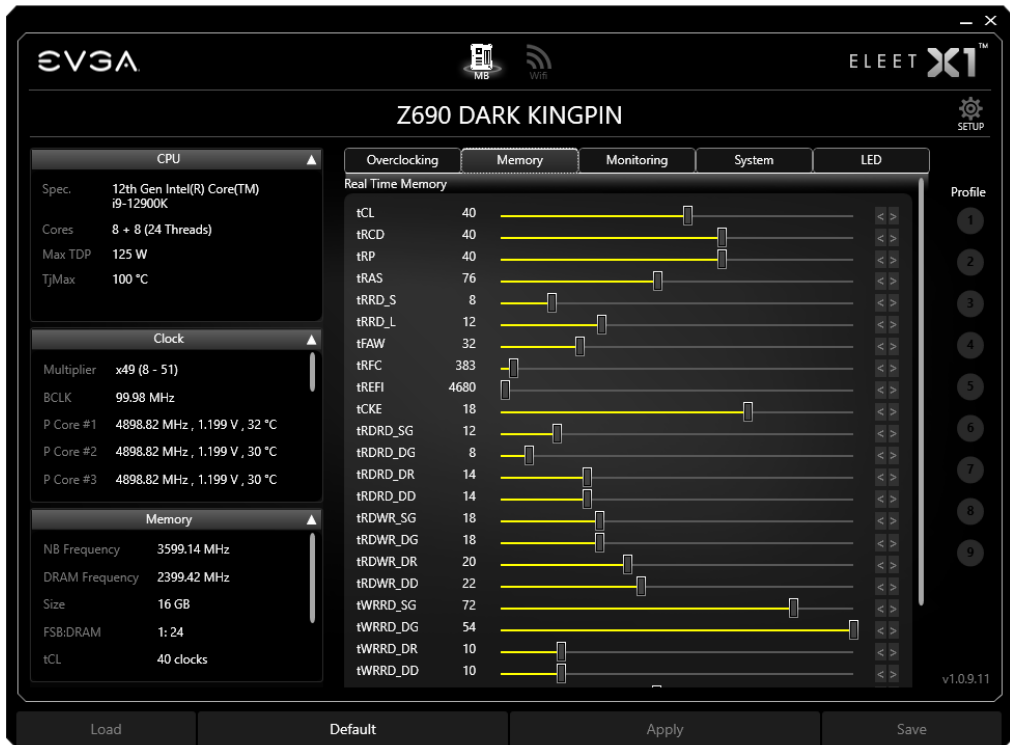 EVGA
MB
Wifi
ELEET X1™
Z690 DARK KINGPIN
SETUP
CPU
Spec. 12th Gen Intel(R) Core(TM)
i9-12900K
Cores 8 + 8 (24 Threads)
Max TDP 125 W
TjMax 100 °C
Clock
Multiplier x49 (8 - 51)
BCLK 99.98 MHz
P Core #1 4898.82 MHz , 1.199 V , 32 °C
P Core #2 4898.82 MHz , 1.199 V , 30 °C
P Core #3 4898.82 MHz , 1.199 V , 30 °C
Memory
NB Frequency 3599.14 MHz
DRAM Frequency 2399.42 MHz
Size 16 GB
FSB:DRAM 1: 24
tCL 40 clocks
Overclocking Memory Monitoring System LED
Real Time Memory
tCL 40 < >
tRCD 40 < >
tRP 40 < >
tRAS 76 < >
tRRD_S 8 < >
tRRD_L 12 < >
tFAW 32 < >
tRFC 383 < >
tREFI 4680 < >
tCKE 18 < >
tRDRD_SG 12 < >
tRDRD_DG 8 < >
tRDRD_DR 14 < >
tRDRD_DD 14 < >
tRDWR_SG 18 < >
tRDWR_DG 18 < >
tRDWR_DR 20 < >
tRDWR_DD 22 < >
tWRRD_SG 72 < >
tWRRD_DG 54 < >
tWRRD_DR 10 < >
tWRRD_DD 10 < >
Profile
1
2
3
4
5
6
7
8
9
v1.0.9.11
Load Default Apply Save